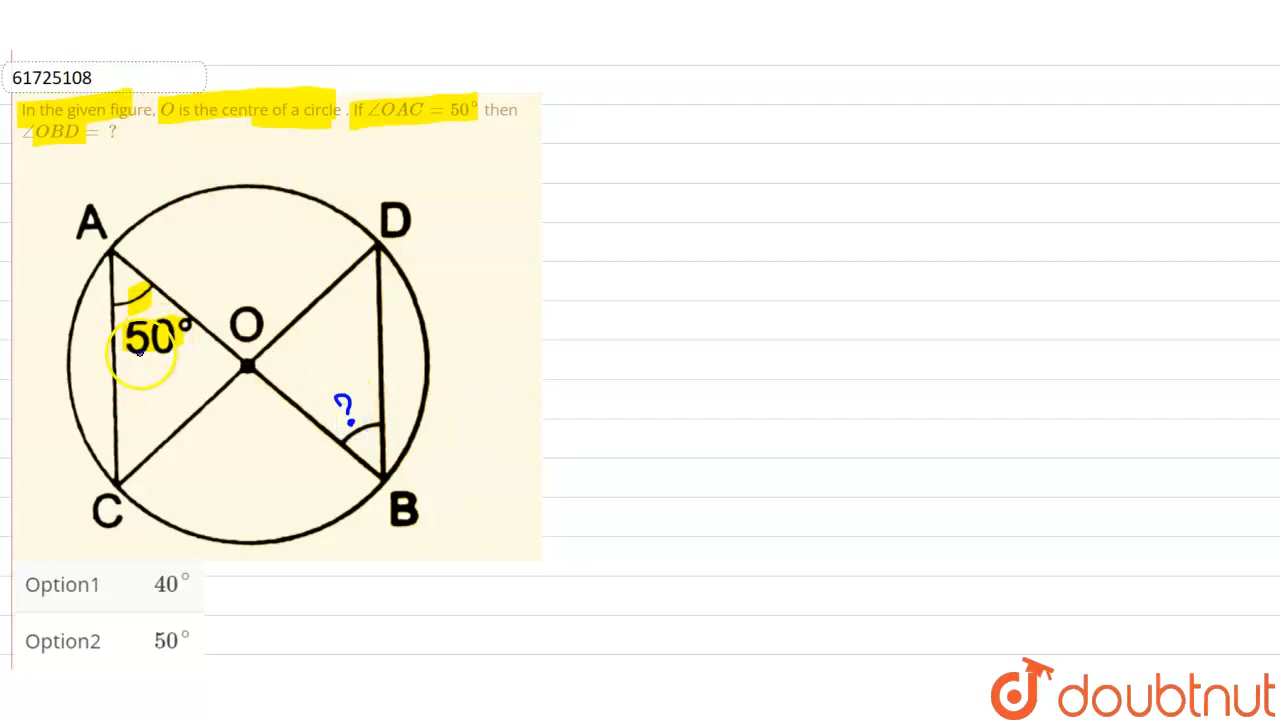 61725108
In the given figure, O is the centre of a circle . If ∠OAC = 50° then
∠OBD = ?
A
D
50°
O
?
C
B
Option1 40°
Option2 50°
doubtnut